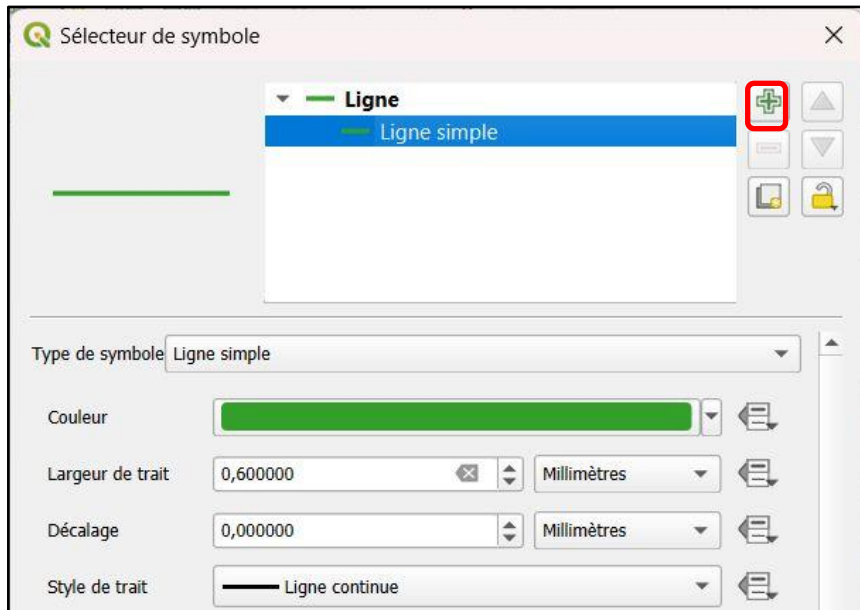 Sélecteur de symbole
Ligne
Ligne simple
Type de symbole Ligne simple
Couleur
Largeur de trait 0,600000 Millimètres
Décalage 0,000000 Millimètres
Style de trait Ligne continue